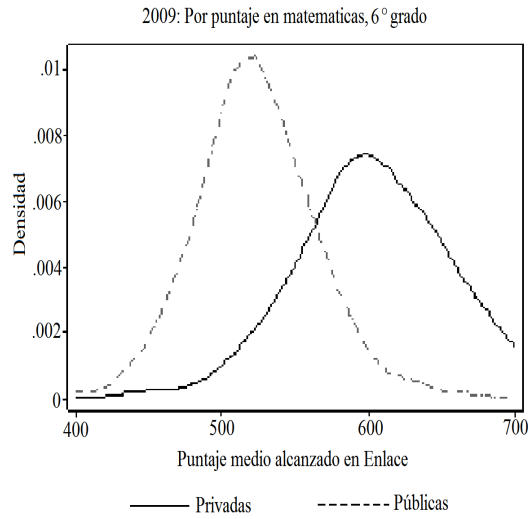 2009: Por puntaje en matematicas, 6° grado
.01
.008
.006
.004
.002
0
Densidad
400 500 600 700
Puntaje medio alcanzado en Enlace
Privadas Públicas